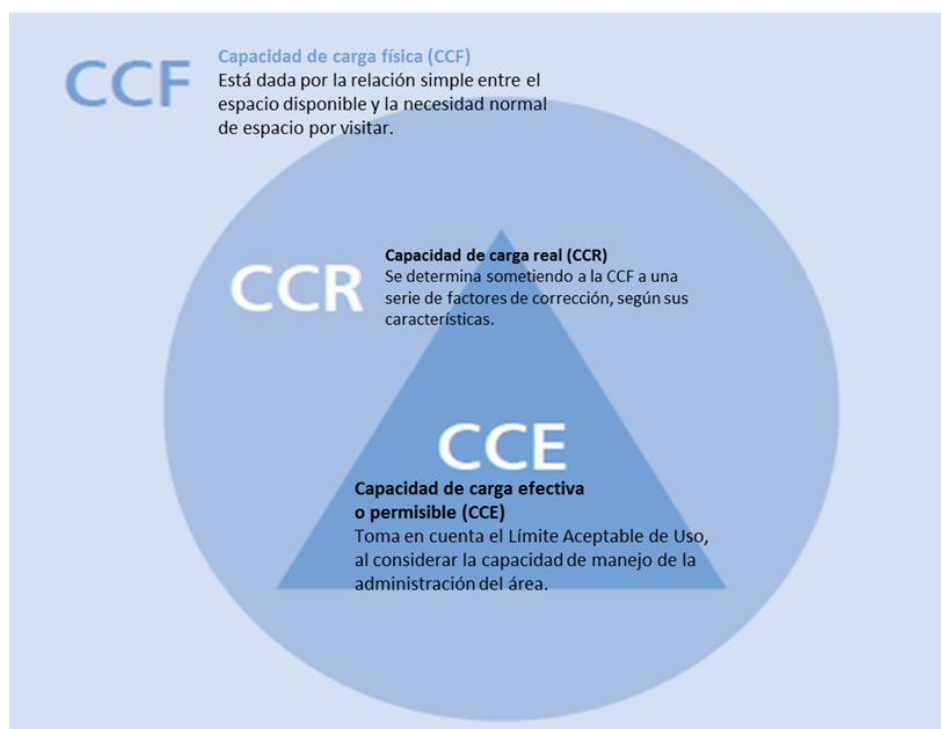 CCF
Capacidad de carga física (CCF)
Está dada por la relación simple entre el
espacio disponible y la necesidad normal
de espacio por visitar.
CCR
Capacidad de carga real (CCR)
Se determina sometiendo a la CCF a una
serie de factores de corrección, según sus
características.
CCE
Capacidad de carga efectiva
o permisible (CCE)
Toma en cuenta el Límite Aceptable de Uso,
al considerar la capacidad de manejo de la
administración del área.